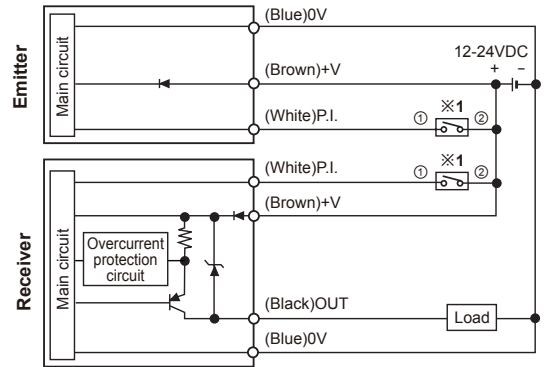 (Blue)0V
12-24VDC
+ −
Emitter
Main circuit
(Brown)+V
※1
(White)P.I.
① ②
※1
(White)P.I.
① ②
(Brown)+V
Receiver
Main circuit
Overcurrent
protection
circuit
(Black)OUT
Load
(Blue)0V